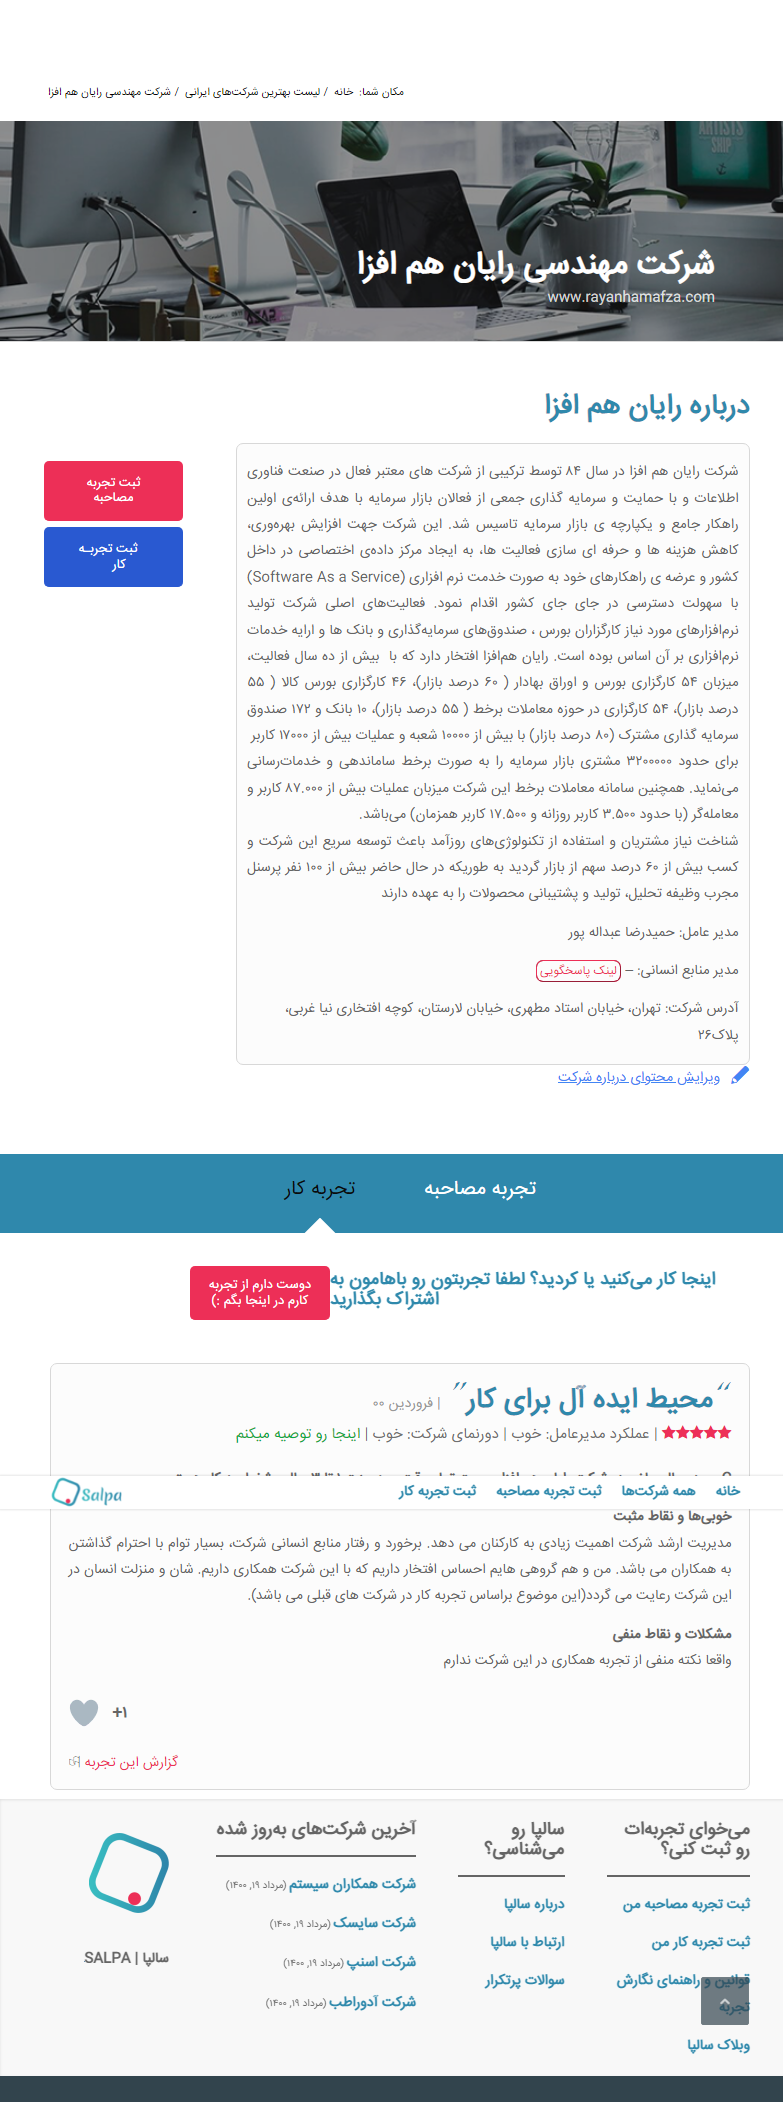 مکان شما: خانه / لیست بهترین شرکت‌های ایرانی / شرکت مهندسی رایان هم افزا
ARTISTS
SHIP
شرکت مهندسی رایان هم افزا
www.rayanhamafza.com
درباره رایان هم افزا
ثبت تجربه
مصاحبه
ثبت تجربـه
کار
شرکت رایان هم افزا در سال ۸۴ توسط ترکیبی از شرکت های معتبر فعال در صنعت فناوری
اطلاعات و با حمایت و سرمایه گذاری جمعی از فعالان بازار سرمایه با هدف ارائه‌ی اولین
راهکار جامع و یکپارچه ی بازار سرمایه تاسیس شد. این شرکت جهت افزایش بهره‌وری،
کاهش هزینه ها و حرفه ای سازی فعالیت ها، به ایجاد مرکز داده‌ی اختصاصی در داخل
کشور و عرضه ی راهکارهای خود به صورت خدمت نرم افزاری (Software As a Service)
با سهولت دسترسی در جای جای کشور اقدام نمود. فعالیت‌های اصلی شرکت تولید
نرم‌افزارهای مورد نیاز کارگزاران بورس ، صندوق‌های سرمایه‌گذاری و بانک ها و ارایه خدمات
نرم‌افزاری بر آن اساس بوده است. رایان هم‌افزا افتخار دارد که با بیش از ده سال فعالیت،
میزبان ۵۴ کارگزاری بورس و اوراق بهادار ( ۶۰ درصد بازار)، ۴۶ کارگزاری بورس کالا ( ۵۵
درصد بازار)، ۵۴ کارگزاری در حوزه معاملات برخط ( ۵۵ درصد بازار)، ۱۰ بانک و ۱۷۲ صندوق
سرمایه گذاری مشترک (۸۰ درصد بازار) با بیش از ۱۰۰۰۰ شعبه و عملیات بیش از ۱۷۰۰۰ کاربر
برای حدود ۳۲۰۰۰۰۰ مشتری بازار سرمایه را به صورت برخط ساماندهی و خدمات‌رسانی
می‌نماید. همچنین سامانه معاملات برخط این شرکت میزبان عملیات بیش از ۸۷.۰۰۰ کاربر و
معامله‌گر (با حدود ۳.۵۰۰ کاربر روزانه و ۱۷.۵۰۰ کاربر همزمان) می‌باشد.
شناخت نیاز مشتریان و استفاده از تکنولوژی‌های روزآمد باعث توسعه سریع این شرکت و
کسب بیش از ۶۰ درصد سهم از بازار گردید به طوریکه در حال حاضر بیش از ۱۰۰ نفر پرسنل
مجرب وظیفه تحلیل، تولید و پشتیبانی محصولات را به عهده دارند
مدیر عامل: حمیدرضا عبداله پور
مدیر منابع انسانی: – لینک پاسخگویی
آدرس شرکت: تهران، خیابان استاد مطهری، خیابان لارستان، کوچه افتخاری نیا غربی،
پلاک۲۶
ویرایش محتوای درباره شرکت
تجربه مصاحبه
تجربه کار
اینجا کار می‌کنید یا کردید؟ لطفا تجربتون رو باهامون به
اشتراک بگذارید
دوست دارم از تجربه
کارم در اینجا بگم :)
“محیط ایده آل برای کار” | فروردین ۰۰
| عملکرد مدیرعامل: خوب | دورنمای شرکت: خوب | اینجا رو توصیه میکنم
خانه
همه شرکت‌ها
ثبت تجربه مصاحبه
ثبت تجربه کار
Salpa
خوبی‌ها و نقاط مثبت
مدیریت ارشد شرکت اهمیت زیادی به کارکنان می دهد. برخورد و رفتار منابع انسانی شرکت، بسیار توام با احترام گذاشتن
به همکاران می باشد. من و هم گروهی هایم احساس افتخار داریم که با این شرکت همکاری داریم. شان و منزلت انسان در
این شرکت رعایت می گردد(این موضوع براساس تجربه کار در شرکت های قبلی می باشد).
مشکلات و نقاط منفی
واقعا نکته منفی از تجربه همکاری در این شرکت ندارم
+۱
گزارش این تجربه
می‌خوای تجربه‌ات
رو ثبت کنی؟
ثبت تجربه مصاحبه من
ثبت تجربه کار من
قوانین و راهنمای نگارش
تجربه
وبلاک سالپا
سالپا رو
می‌شناسی؟
درباره سالپا
ارتباط با سالپا
سوالات پرتکرار
آخرین شرکت‌های به‌روز شده
شرکت همکاران سیستم (مرداد ۱۹, ۱۴۰۰)
شرکت سایسک (مرداد ۱۹, ۱۴۰۰)
شرکت اسنپ (مرداد ۱۹, ۱۴۰۰)
شرکت آدوراطب (مرداد ۱۹, ۱۴۰۰)
سالپا | SALPA